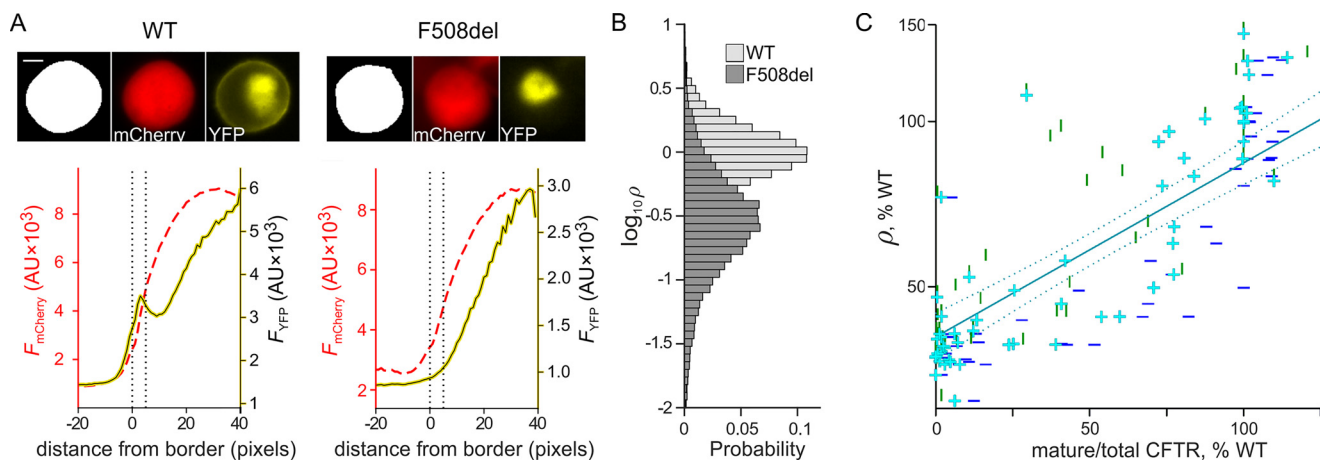 A
WT
F508del
mCherry
YFP
mCherry
YFP
F mCherry (AU×10³)
8
6
4
2
6
5
4
3
2
1
F YFP (AU×10³)
-20
0
20
40
distance from border (pixels)
F mCherry (AU×10³)
8
6
4
2
3.0
2.5
2.0
1.5
1.0
F YFP (AU×10³)
-20
0
20
40
distance from border (pixels)
B
WT
F508del
log₁₀ρ
1
0.5
0
-0.5
-1
-1.5
-2
0
0.05
0.1
Probability
C
ρ, % WT
150
100
50
0
50
100
mature/total CFTR, % WT